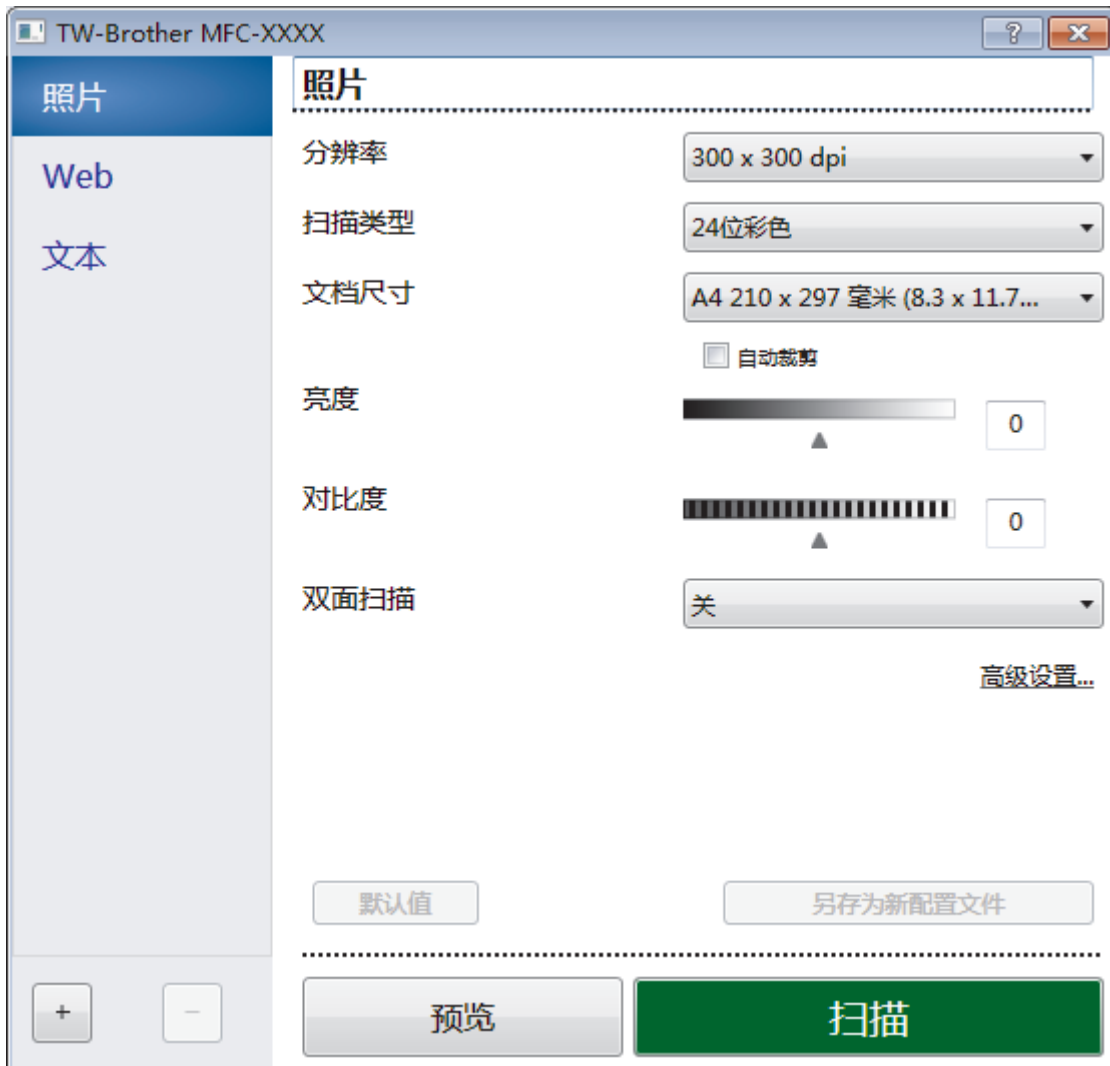 TW-Brother MFC-XXXX
?
照片
Web
文本
照片
分辨率
300 x 300 dpi
扫描类型
24位彩色
文档尺寸
A4 210 x 297 毫米 (8.3 x 11.7...
自动裁剪
亮度
0
对比度
0
双面扫描
关
高级设置...
默认值
另存为新配置文件
+
−
预览
扫描